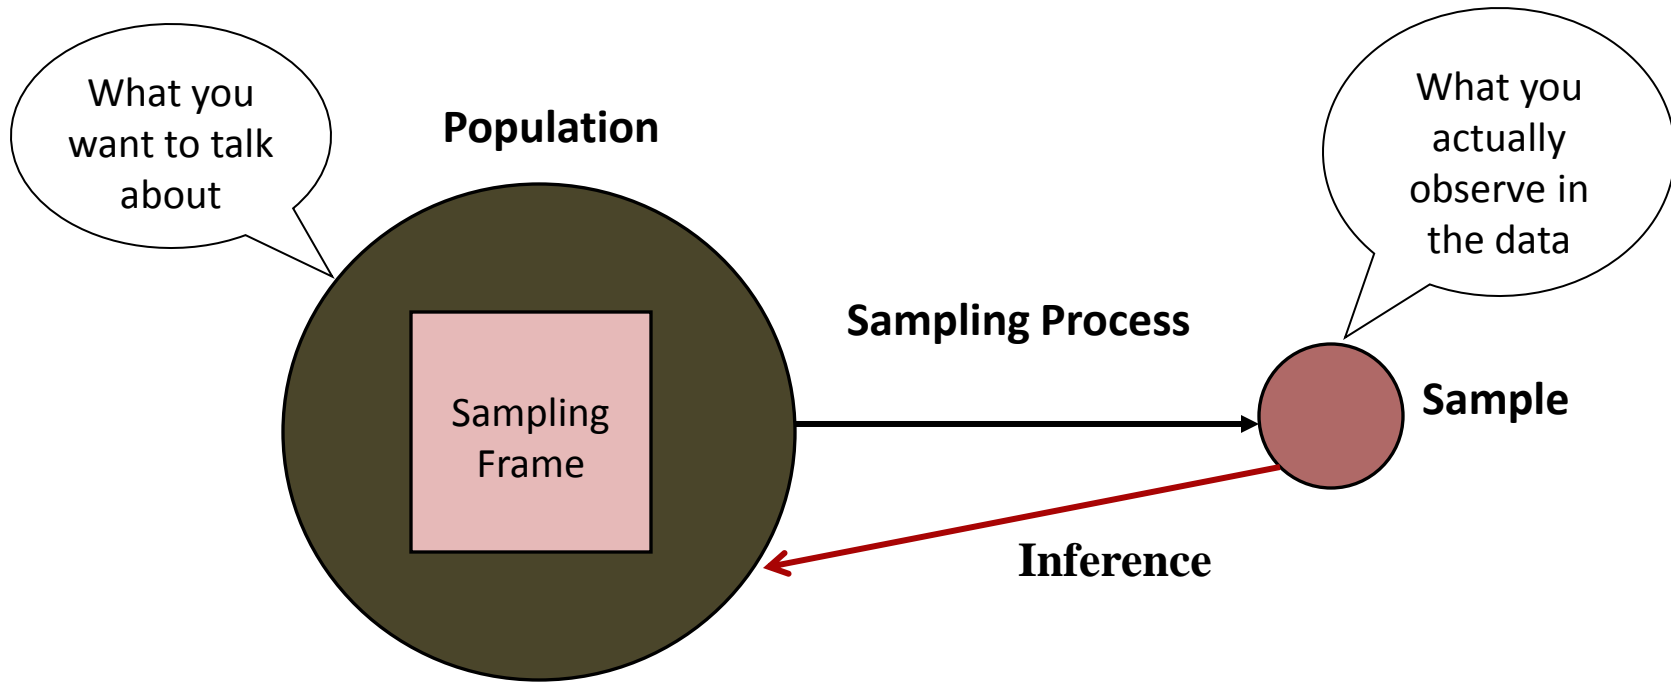 What you
want to talk
about
Population
What you
actually
observe in
the data
Sampling Process
Sample
Sampling
Frame
Inference